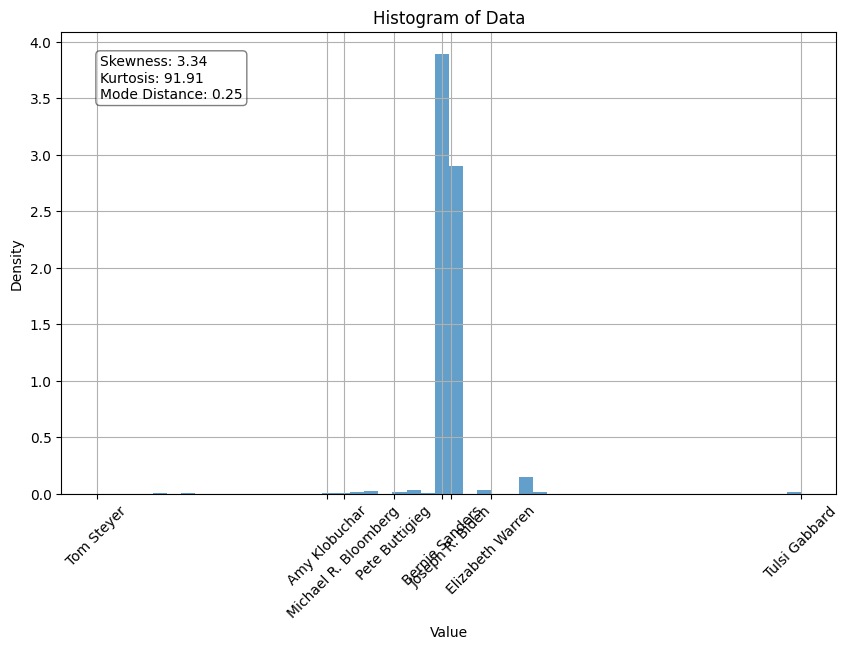 Histogram of Data
Skewness: 3.34
Kurtosis: 91.91
Mode Distance: 0.25
Density
4.0
3.5
3.0
2.5
2.0
1.5
1.0
0.5
0.0
Tom Steyer
Amy Klobuchar
Michael R. Bloomberg
Pete Buttigieg
Bernie Sanders
Joseph R. Biden
Elizabeth Warren
Tulsi Gabbard
Value